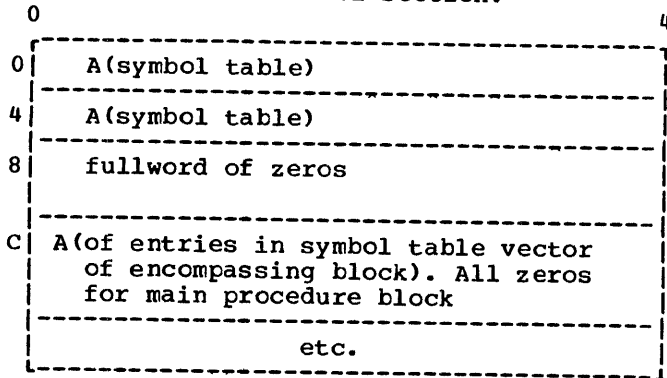 0 4
0 A(symbol table)
4 A(symbol table)
8 fullword of zeros
C A(of entries in symbol table vector
of encompassing block). All zeros
for main procedure block
etc.